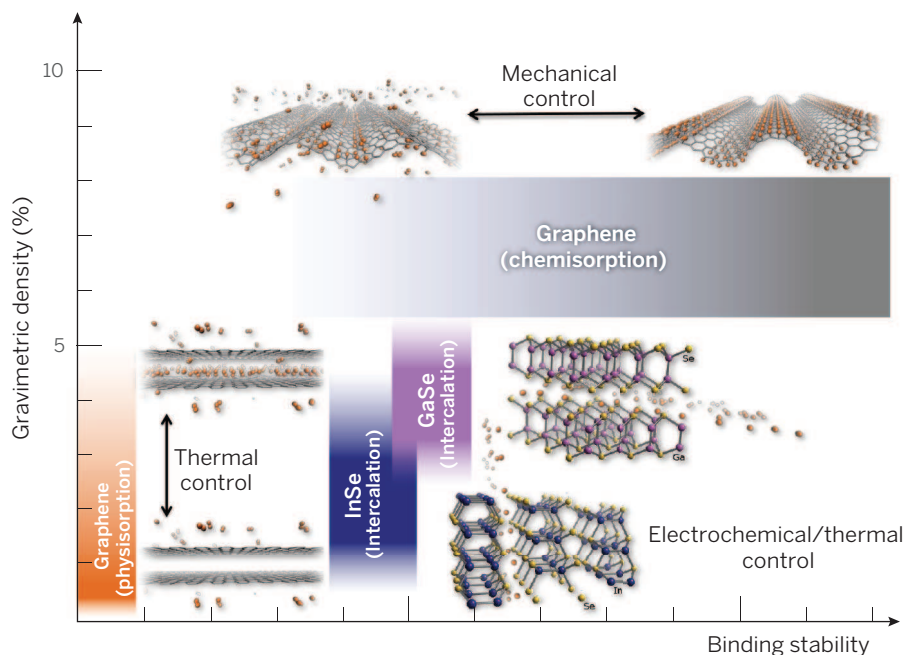 10
Mechanical
control
Graphene
(chemisorption)
Gravimetric density (%)
5
Graphene
(physisorption)
Thermal
control
InSe
(Intercalation)
GaSe
(Intercalation)
Se
Ga
Electrochemical/thermal
control
In
Se
Binding stability